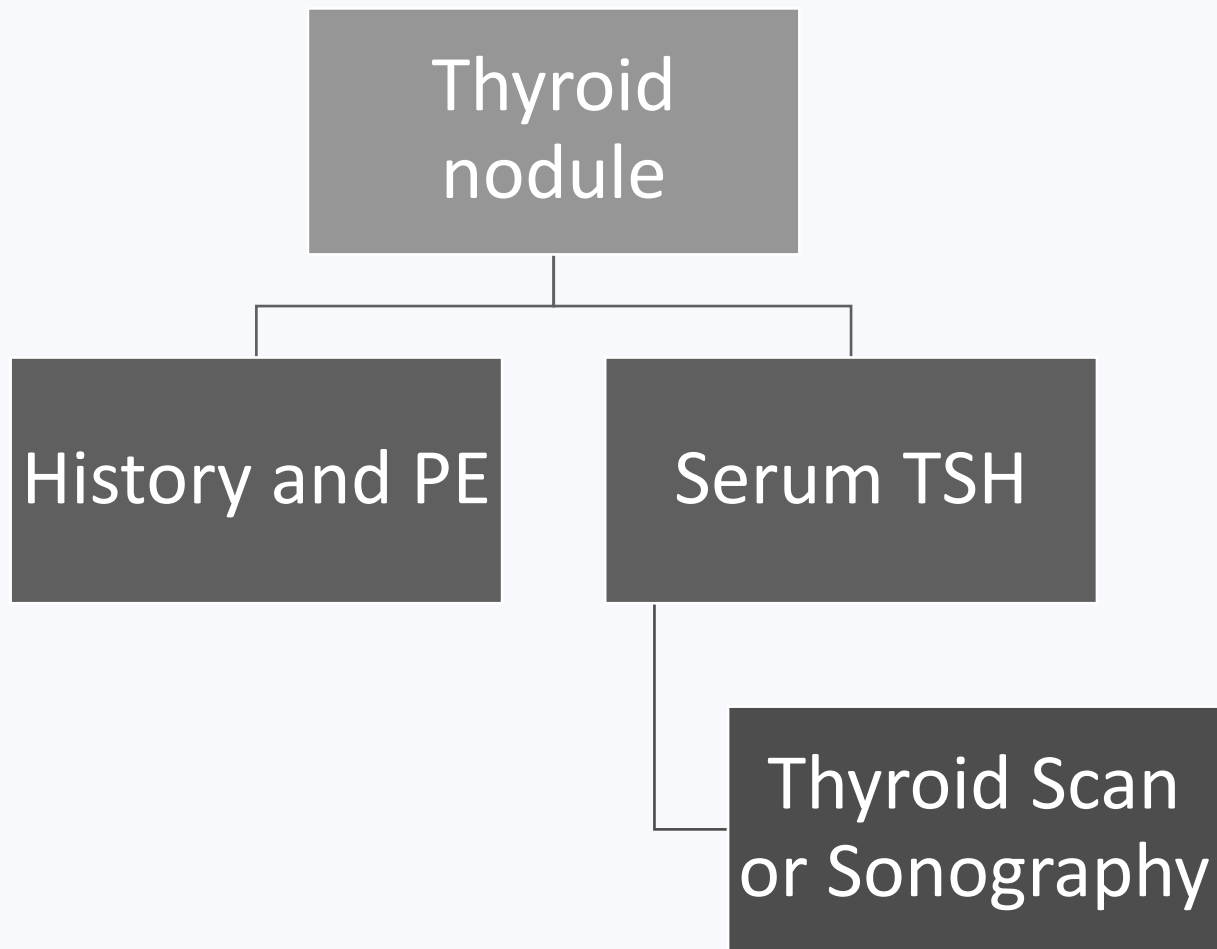 Thyroid
nodule
History and PE
Serum TSH
Thyroid Scan
or Sonography